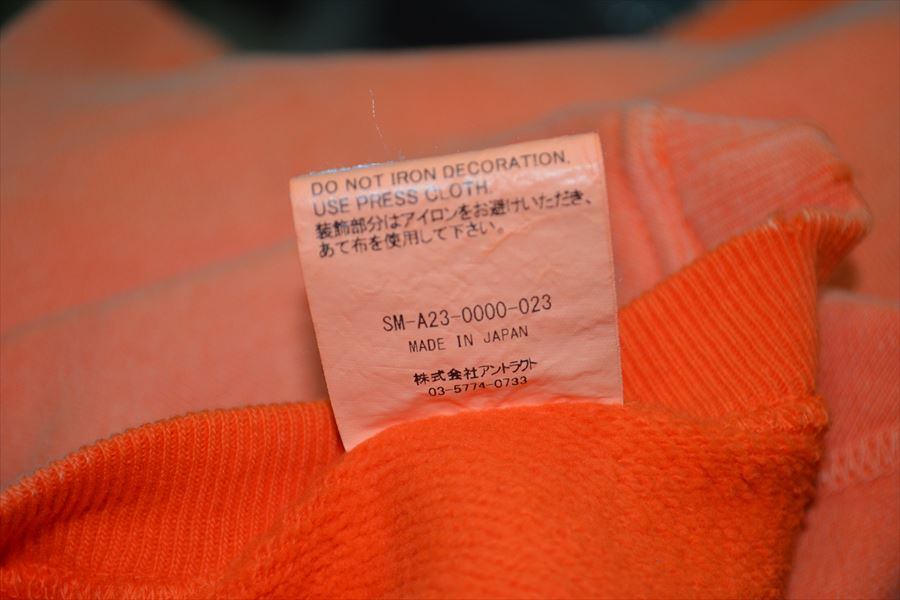 DO NOT IRON DECORATION.
USE PRESS CLOTH.
装飾部分はアイロンをお避けいただき、
あて布を使用して下さい。
SM-A23-0000-023
MADE IN JAPAN
株式会社アントラクト
03-5774-0733